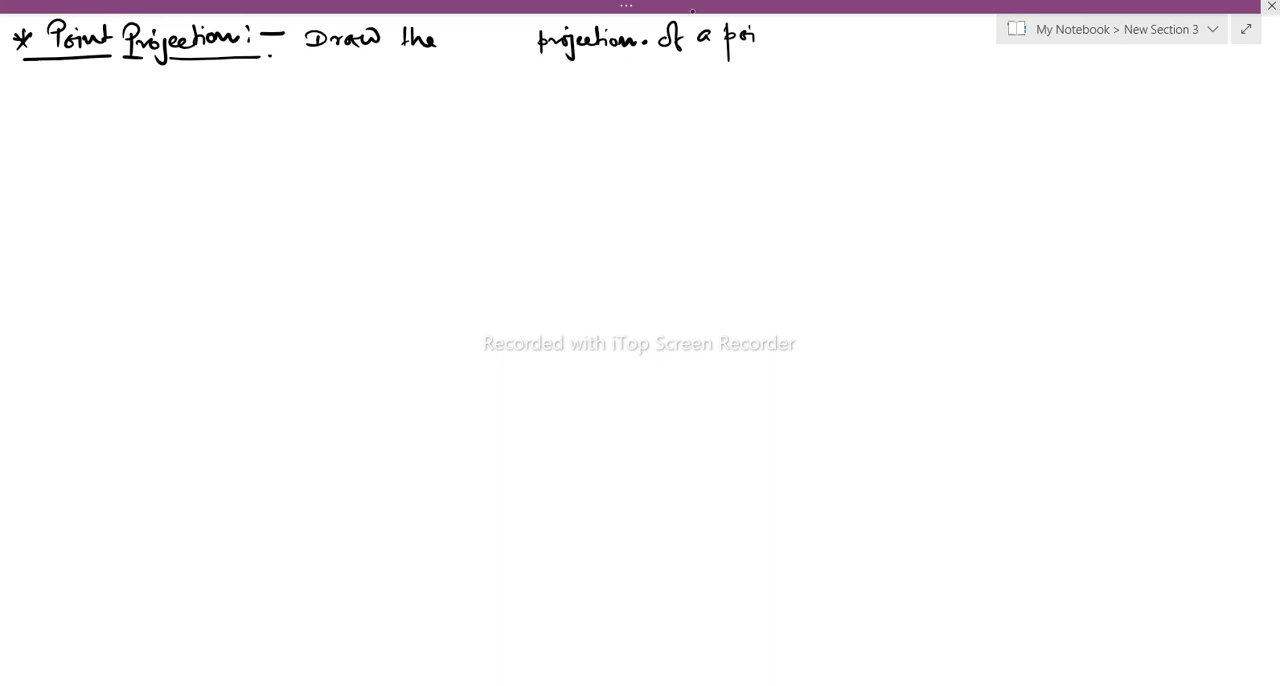 * Point Projection:- Draw the projection. of a poi
My Notebook > New Section 3
Recorded with iTop Screen Recorder